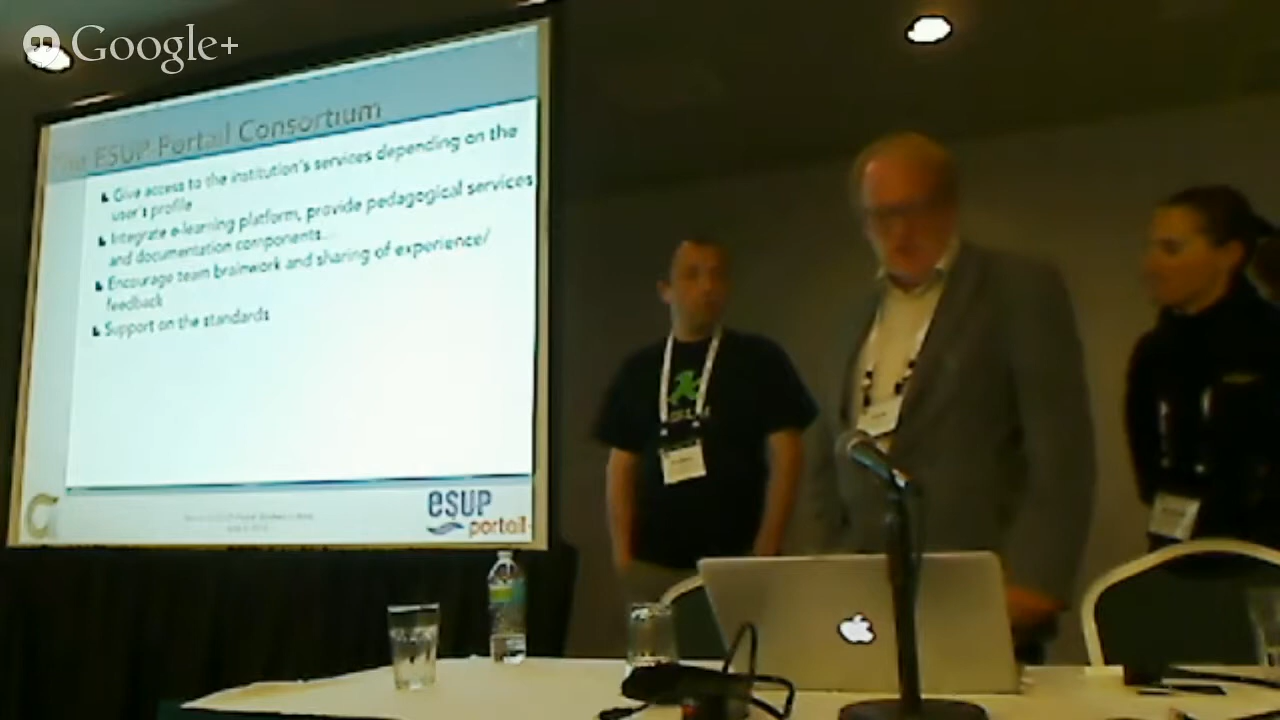 Google+
The ESUP Portail Consortium
Give access to the institution's services depending on the
user's profile
Integrate e-learning platform, provide pedagogical services
and documentation components...
Encourage team brainwork and sharing of experience/
feedback
Support on the standards
esup
portail